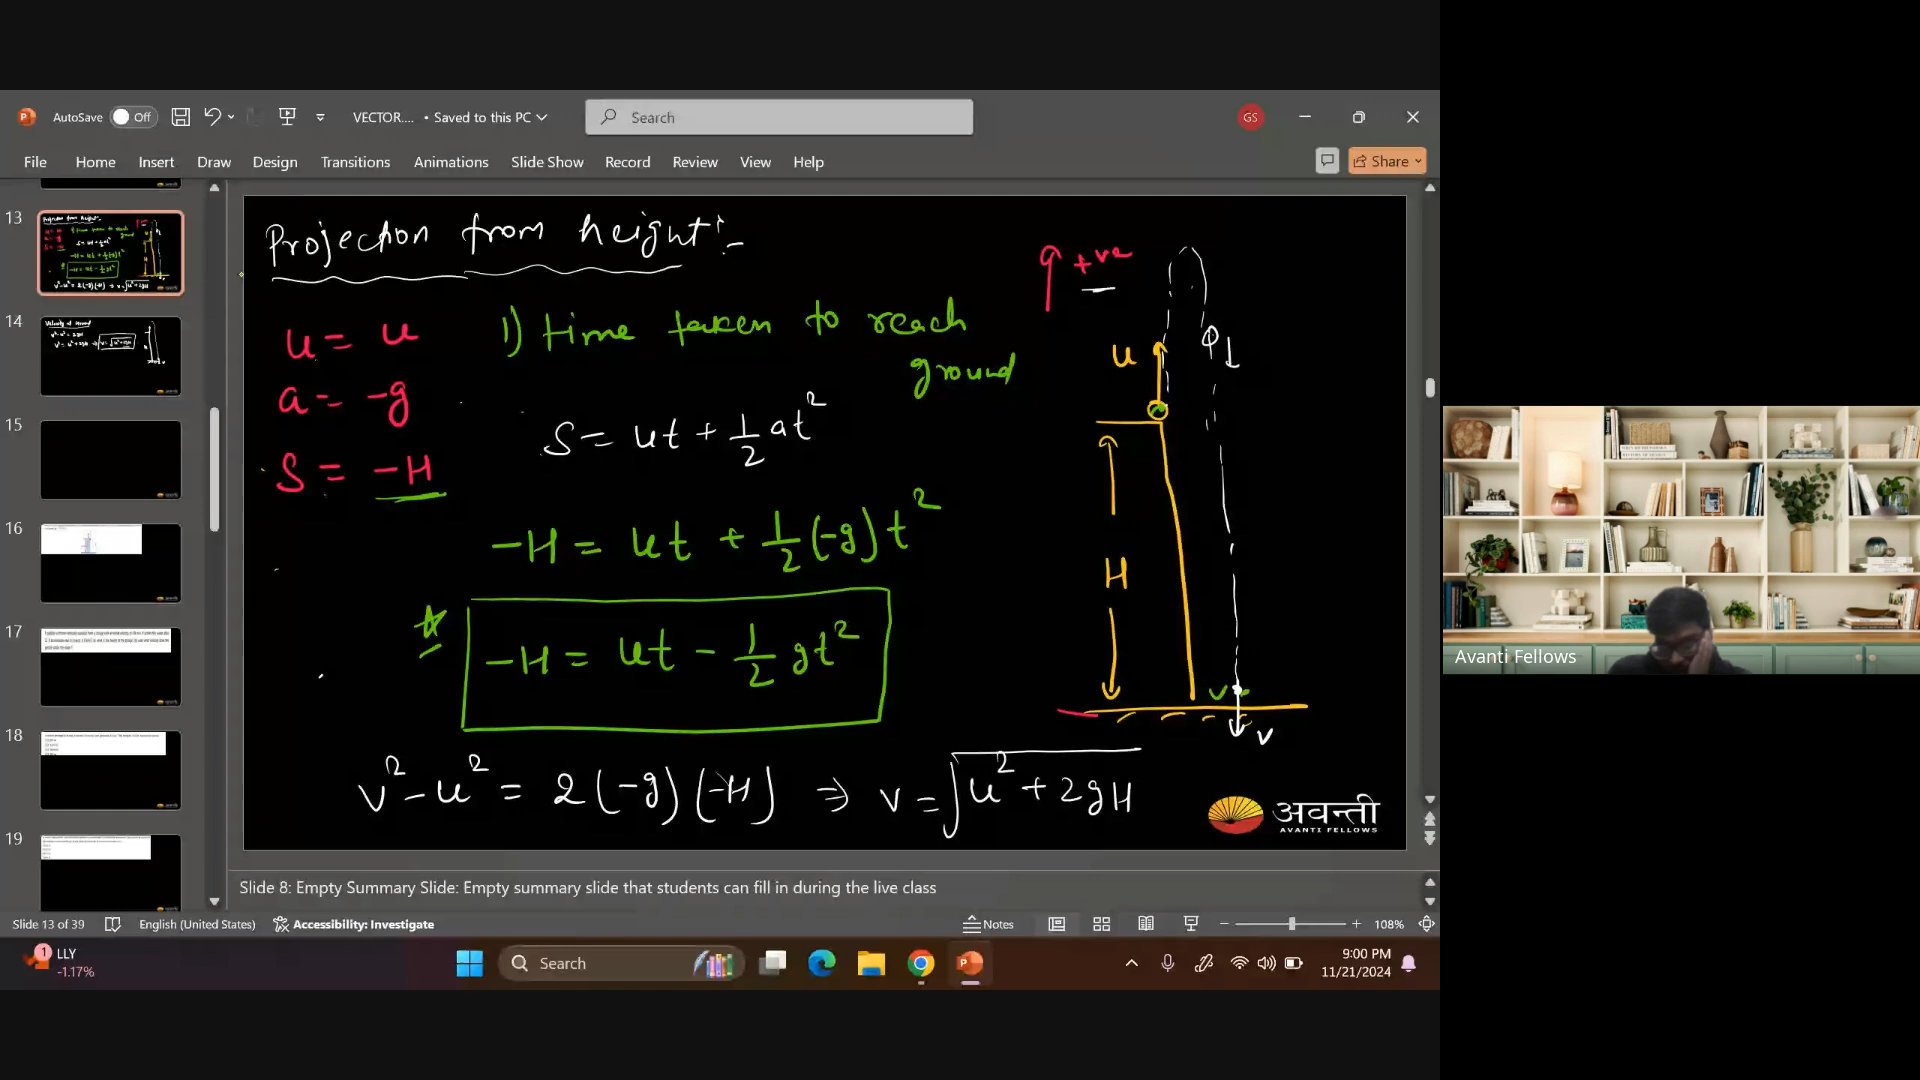 AutoSave Off VECTOR.... • Saved to this PC Search GS
File Home Insert Draw Design Transitions Animations Slide Show Record Review View Help Share
13
14
15
16
17
18
19
Projection from height:-
u = u
a = -g
S = -H
1) time taken to reach
ground
S = ut + 1/2 at²
-H = ut + 1/2 (-g) t²
-H = ut - 1/2 gt²
v² - u² = 2 (-g) (-H) ⇒ v = √u² + 2gH
+ve
u
H
v
अवन्ती
AVANTI FELLOWS
Slide 8: Empty Summary Slide: Empty summary slide that students can fill in during the live class
Slide 13 of 39 English (United States) Accessibility: Investigate Notes 108%
1 LLY
-1.17%
Search
9:00 PM
11/21/2024
Avanti Fellows